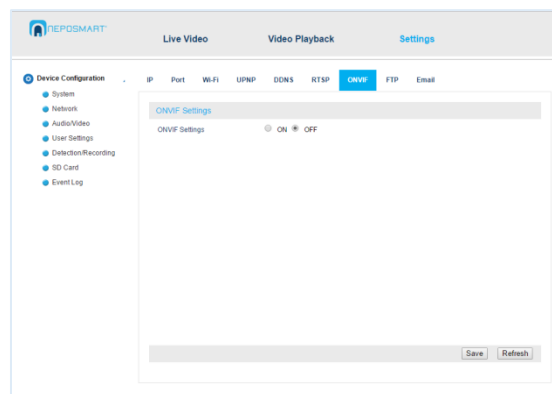 NEPOSMART
Live Video Video Playback Settings
Device Configuration
System
Network
Audio/Video
User Settings
Detection/Recording
SD Card
Event Log
IP Port Wi-Fi UPNP DDNS RTSP ONVIF FTP Email
ONVIF Settings
ONVIF Settings ON OFF
Save Refresh